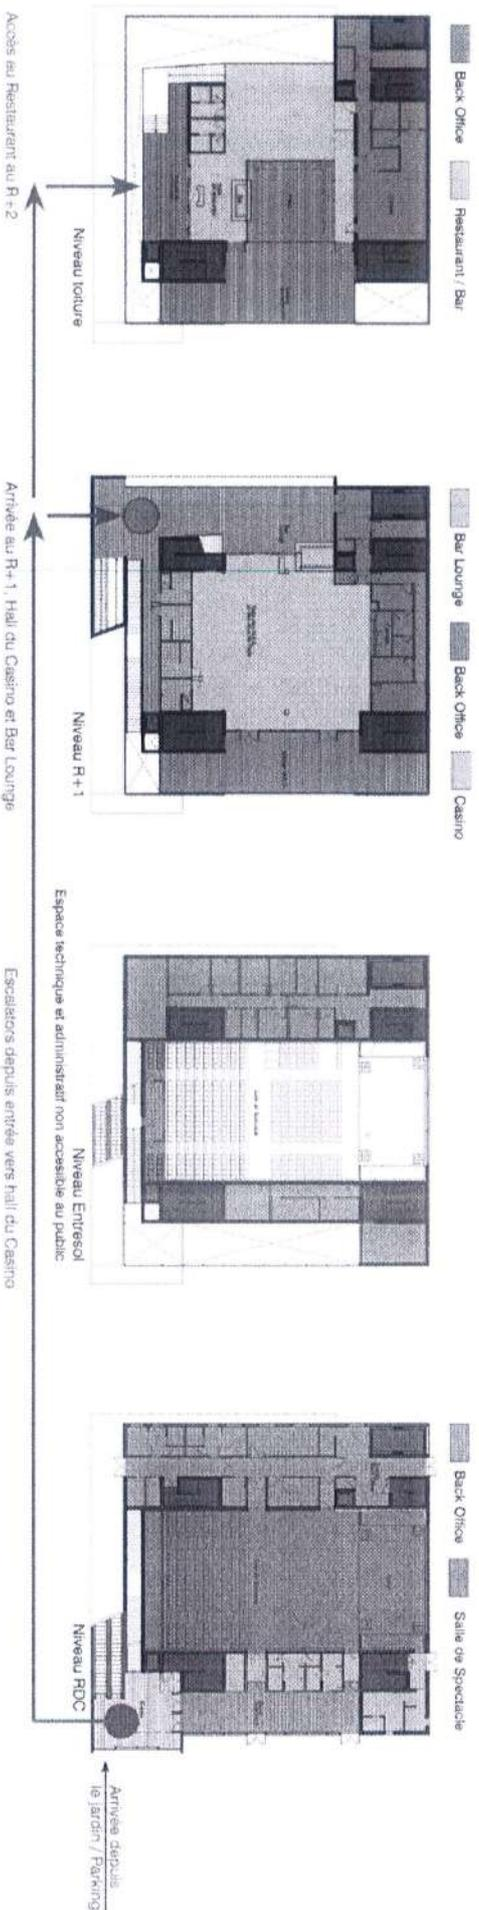 Back Office
Restaurant / Bar
Niveau toiture
Accès au Restaurant au R+2
Bar Lounge
Back Office
Casino
Niveau R+1
Arrivée au R+1, Hall du Casino et Bar Lounge
Niveau Entresol
Espace technique et administratif non accessible au public
Escalators depuis entrée vers hall du Casino
Back Office
Salle de Spectacle
Niveau RDC
Arrivée depuis
le jardin / Parking